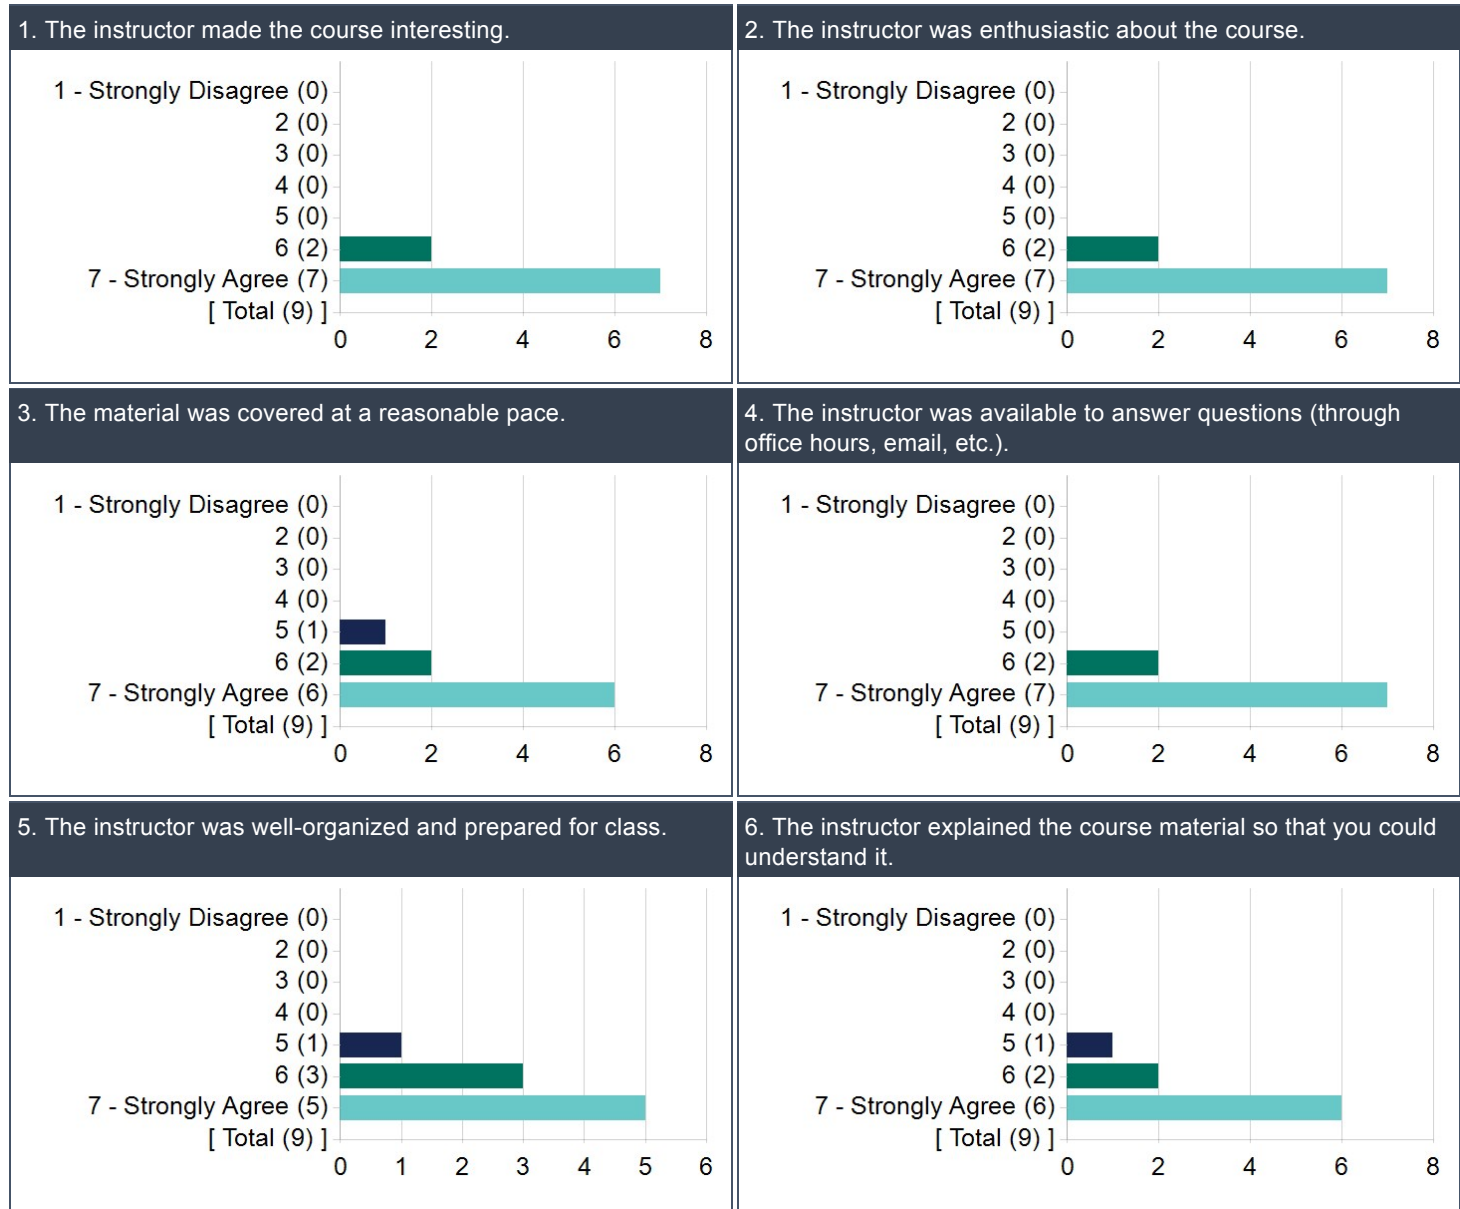 1. The instructor made the course interesting.
1 - Strongly Disagree (0)
2 (0)
3 (0)
4 (0)
5 (0)
6 (2)
7 - Strongly Agree (7)
[ Total (9) ]
0 2 4 6 8
2. The instructor was enthusiastic about the course.
1 - Strongly Disagree (0)
2 (0)
3 (0)
4 (0)
5 (0)
6 (2)
7 - Strongly Agree (7)
[ Total (9) ]
0 2 4 6 8
3. The material was covered at a reasonable pace.
1 - Strongly Disagree (0)
2 (0)
3 (0)
4 (0)
5 (1)
6 (2)
7 - Strongly Agree (6)
[ Total (9) ]
0 2 4 6 8
4. The instructor was available to answer questions (through
office hours, email, etc.).
1 - Strongly Disagree (0)
2 (0)
3 (0)
4 (0)
5 (0)
6 (2)
7 - Strongly Agree (7)
[ Total (9) ]
0 2 4 6 8
5. The instructor was well-organized and prepared for class.
1 - Strongly Disagree (0)
2 (0)
3 (0)
4 (0)
5 (1)
6 (3)
7 - Strongly Agree (5)
[ Total (9) ]
0 1 2 3 4 5 6
6. The instructor explained the course material so that you could
understand it.
1 - Strongly Disagree (0)
2 (0)
3 (0)
4 (0)
5 (1)
6 (2)
7 - Strongly Agree (6)
[ Total (9) ]
0 2 4 6 8